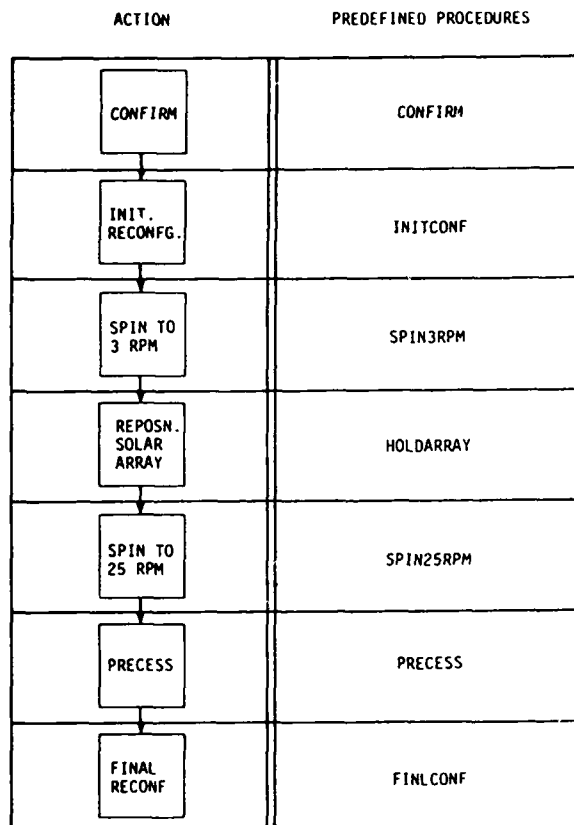 ACTION PREDEFINED PROCEDURES
CONFIRM CONFIRM
INIT.
RECONFG. INITCONF
SPIN TO
3 RPM SPIN3RPM
REPOSN.
SOLAR
ARRAY HOLDARRAY
SPIN TO
25 RPM SPIN25RPM
PRECESS PRECESS
FINAL
RECONF FINLCONF